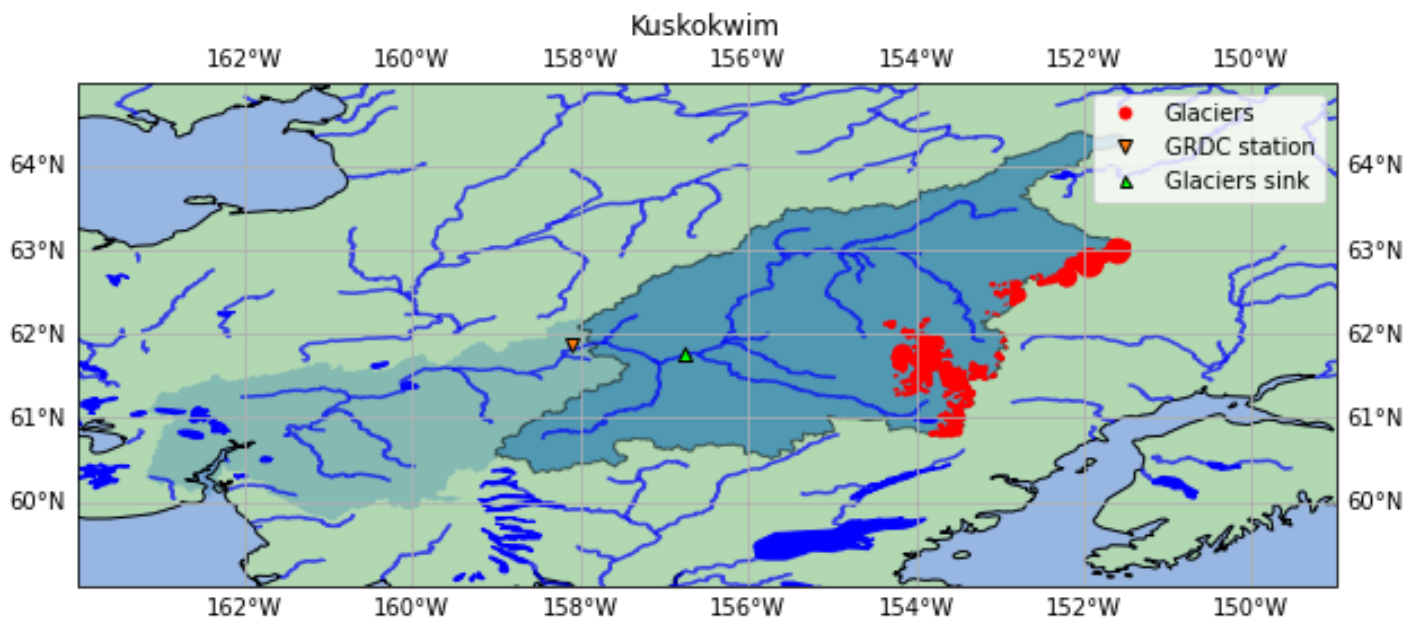 Kuskokwim
162°W 160°W 158°W 156°W 154°W 152°W 150°W
Glaciers
64°N GRDC station 64°N
Glaciers sink
63°N 63°N
62°N 62°N
61°N 61°N
60°N 60°N
162°W 160°W 158°W 156°W 154°W 152°W 150°W